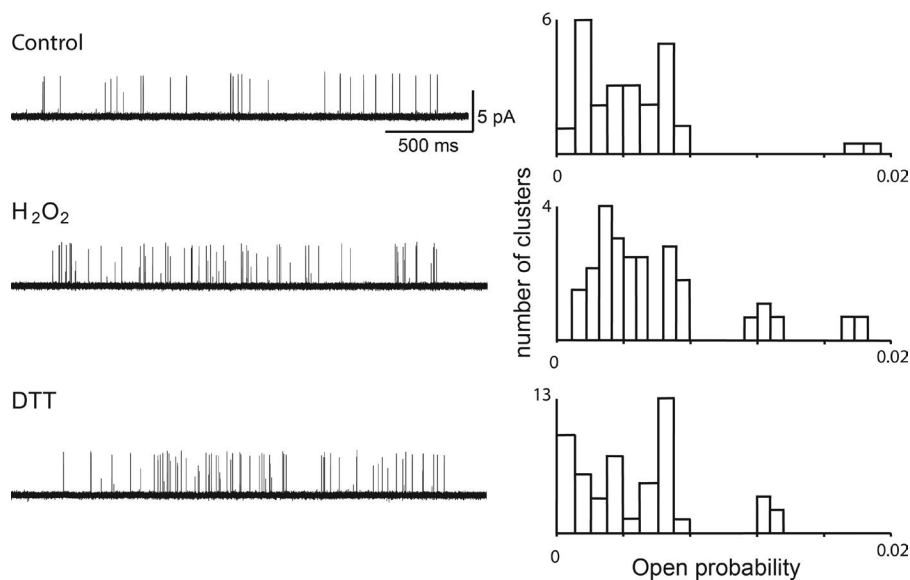 Control
5 pA
500 ms
6
0
0.02
H₂O₂
4
0
0.02
number of clusters
DTT
13
0
0.02
Open probability